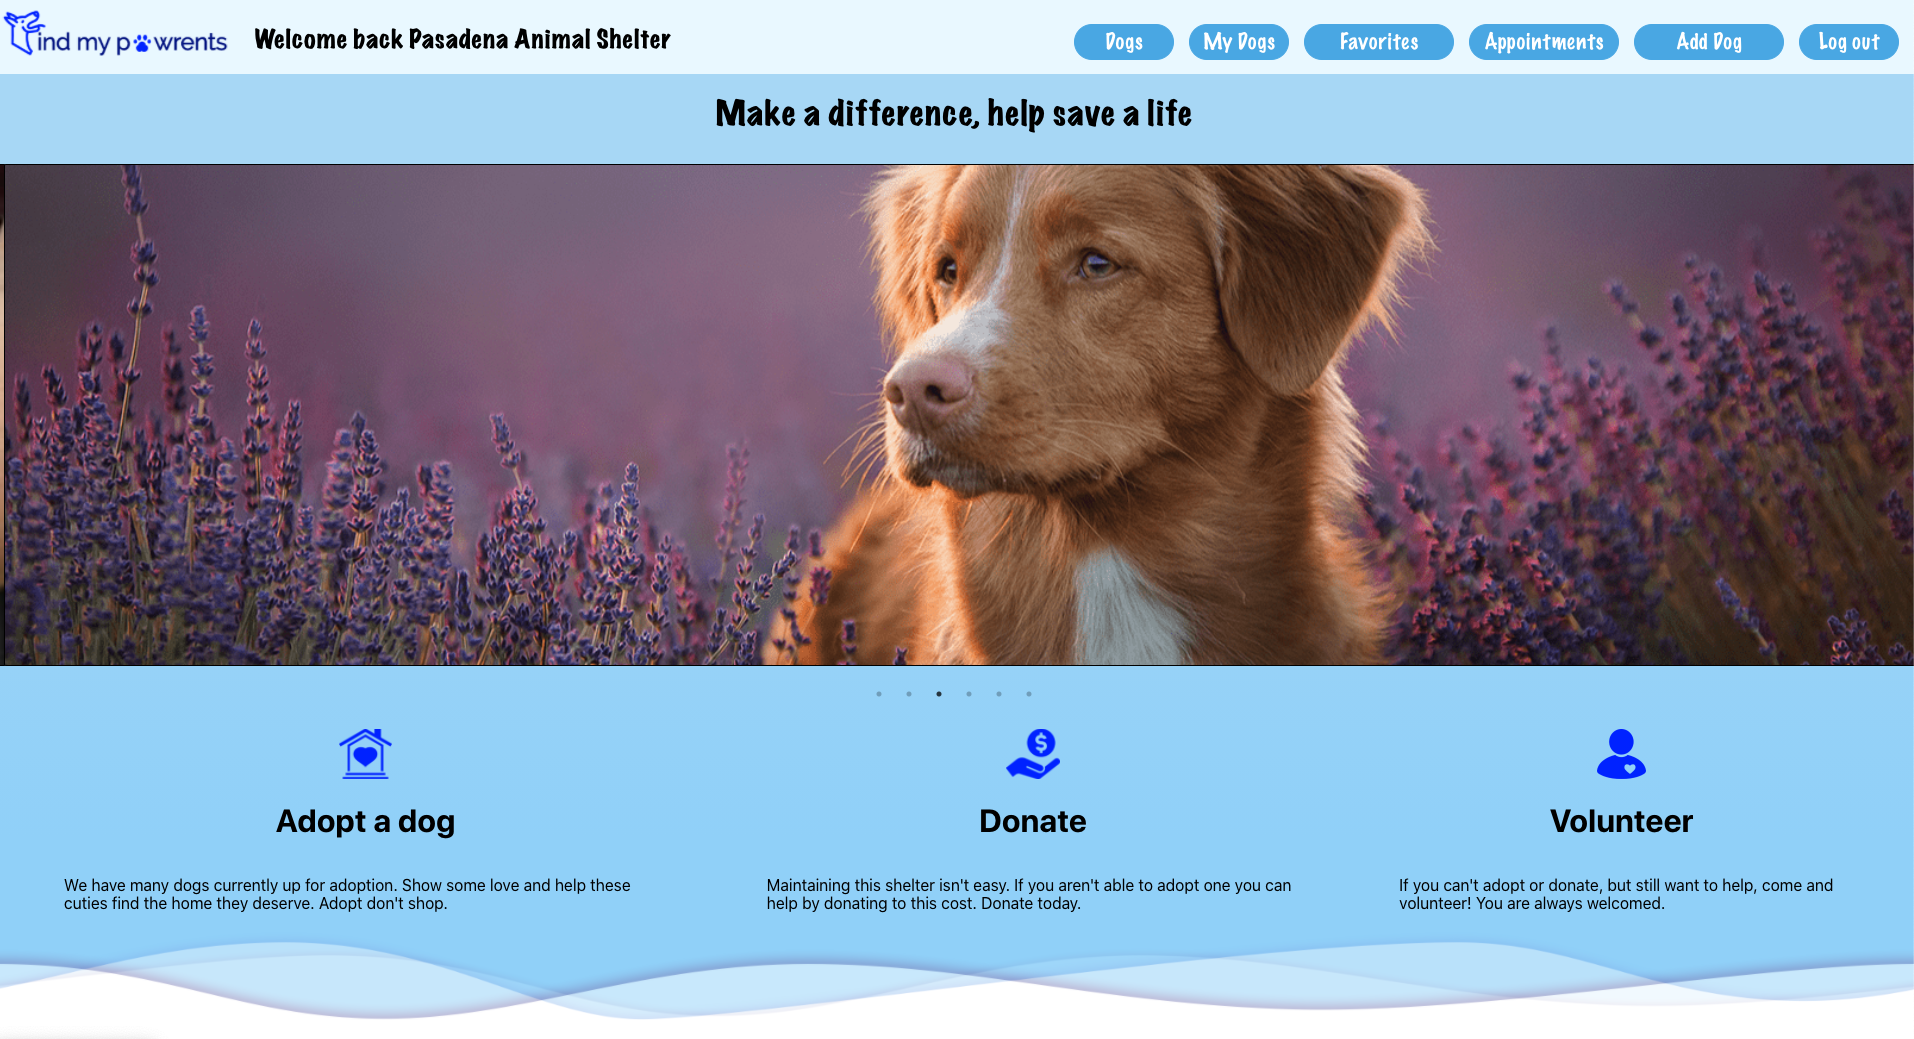 find my pawrents
Welcome back Pasadena Animal Shelter
Dogs
My Dogs
Favorites
Appointments
Add Dog
Log out
Make a difference, help save a life
Adopt a dog
We have many dogs currently up for adoption. Show some love and help these
cuties find the home they deserve. Adopt don't shop.
Donate
Maintaining this shelter isn't easy. If you aren't able to adopt one you can
help by donating to this cost. Donate today.
Volunteer
If you can't adopt or donate, but still want to help, come and
volunteer! You are always welcomed.